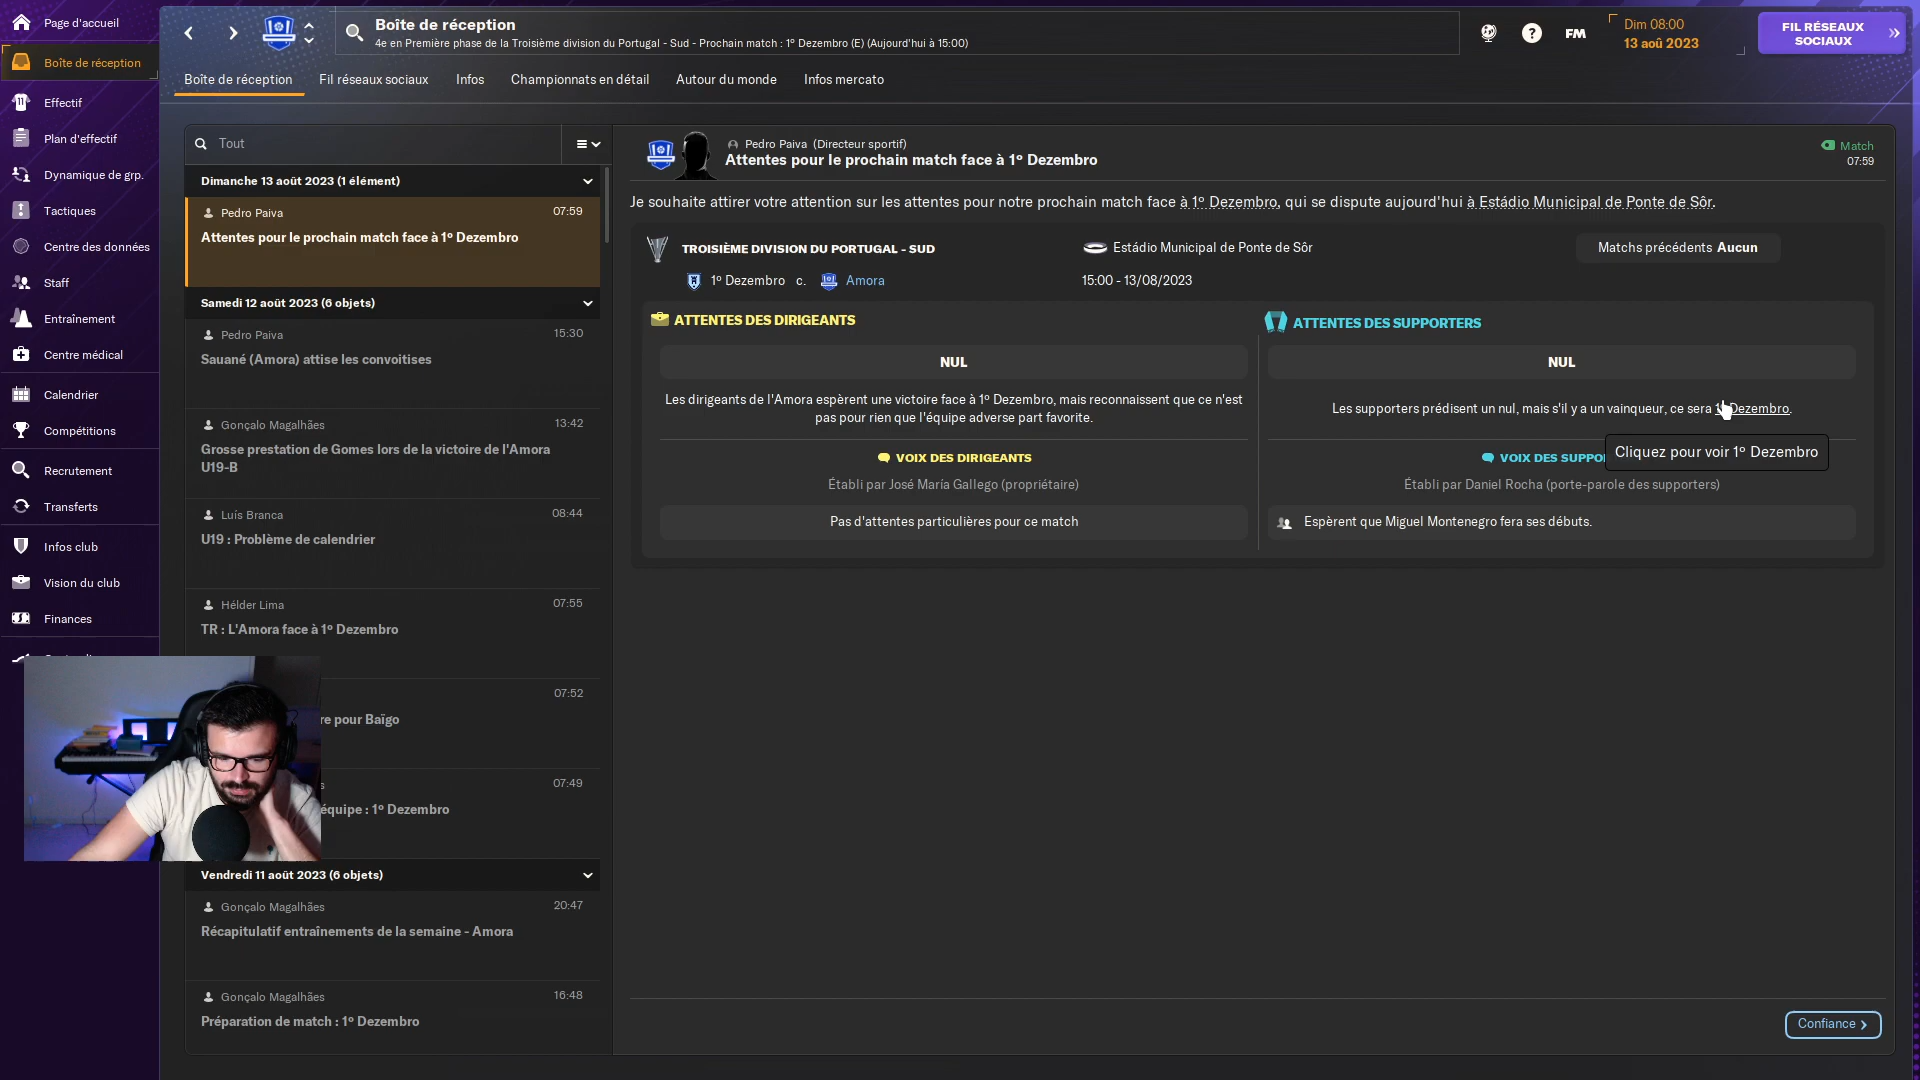 Page d'accueil
Boîte de réception
Effectif
Plan d'effectif
Dynamique de grp.
Tactiques
Centre des données
Staff
Entraînement
Centre médical
Calendrier
Compétitions
Recrutement
Transferts
Infos club
Vision du club
Finances
Boîte de réception
4e en Première phase de la Troisième division du Portugal - Sud - Prochain match : 1º Dezembro (E) (Aujourd'hui à 15:00)
FM
Dim 08:00
13 aoû 2023
FIL RÉSEAUX
SOCIAUX
Boîte de réception
Fil réseaux sociaux
Infos
Championnats en détail
Autour du monde
Infos mercato
Tout
Dimanche 13 août 2023 (1 élément)
Pedro Paiva 07:59
Attentes pour le prochain match face à 1º Dezembro
Samedi 12 août 2023 (6 objets)
Pedro Paiva 15:30
Sauané (Amora) attise les convoitises
Gonçalo Magalhães 13:42
Grosse prestation de Gomes lors de la victoire de l'Amora
U19-B
Luís Branca 08:44
U19 : Problème de calendrier
Hélder Lima 07:55
TR : L'Amora face à 1º Dezembro
07:52
re pour Baïgo
s 07:49
équipe : 1º Dezembro
Vendredi 11 août 2023 (6 objets)
Gonçalo Magalhães 20:47
Récapitulatif entraînements de la semaine - Amora
Gonçalo Magalhães 16:48
Préparation de match : 1º Dezembro
Pedro Paiva (Directeur sportif)
Attentes pour le prochain match face à 1º Dezembro
Match
07:59
Je souhaite attirer votre attention sur les attentes pour notre prochain match face à 1º Dezembro, qui se dispute aujourd'hui à Estádio Municipal de Ponte de Sôr.
TROISIÈME DIVISION DU PORTUGAL - SUD
Estádio Municipal de Ponte de Sôr
Matchs précédents Aucun
1º Dezembro c. Amora
15:00 - 13/08/2023
ATTENTES DES DIRIGEANTS
NUL
Les dirigeants de l'Amora espèrent une victoire face à 1º Dezembro, mais reconnaissent que ce n'est
pas pour rien que l'équipe adverse part favorite.
VOIX DES DIRIGEANTS
Établi par José María Gallego (propriétaire)
Pas d'attentes particulières pour ce match
ATTENTES DES SUPPORTERS
NUL
Les supporters prédisent un nul, mais s'il y a un vainqueur, ce sera 1º Dezembro.
Cliquez pour voir 1º Dezembro
VOIX DES SUPPO
Établi par Daniel Rocha (porte-parole des supporters)
Espèrent que Miguel Montenegro fera ses débuts.
Confiance